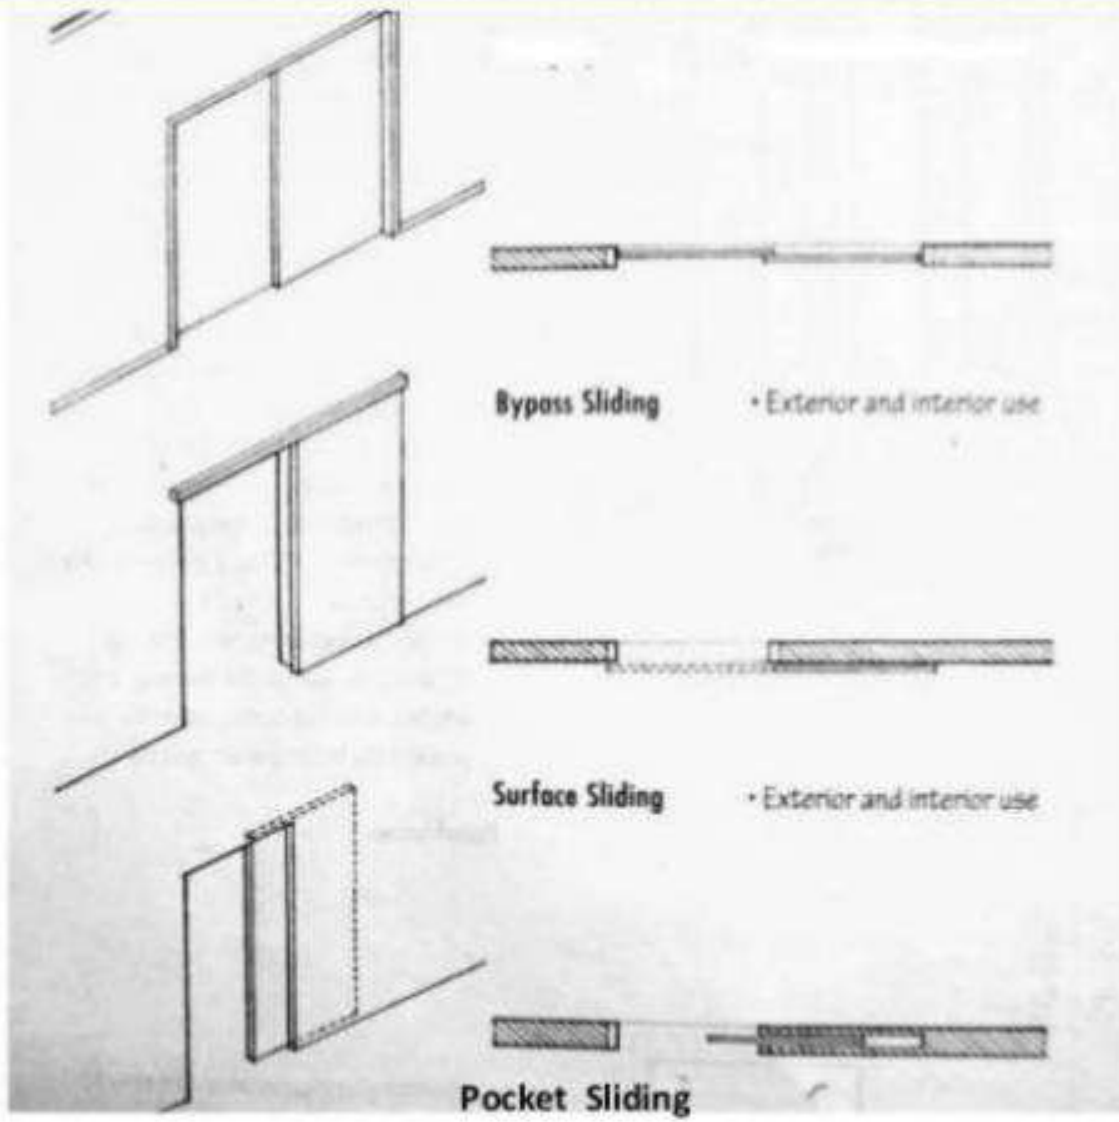 Bypass Sliding • Exterior and interior use
Surface Sliding • Exterior and interior use
Pocket Sliding